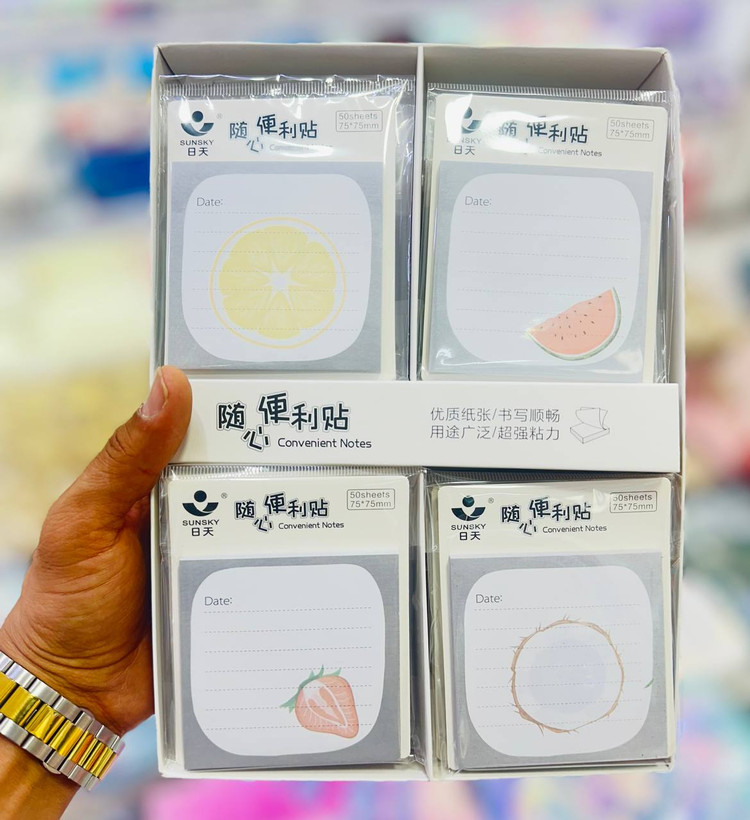 SUNSKY
日天
随心便利贴
Convenient Notes
50sheets
75*75mm
Date:
日天
随心便利贴
Convenient Notes
50sheets
75*75mm
Date:
随心便利贴
Convenient Notes
优质纸张/书写顺畅
用途广泛/超强粘力
SUNSKY
日天
®
随心便利贴
Convenient Notes
50sheets
75*75mm
Date:
SUNSKY
日天
®
随心便利贴
Convenient Notes
50sheets
75*75mm
Date: